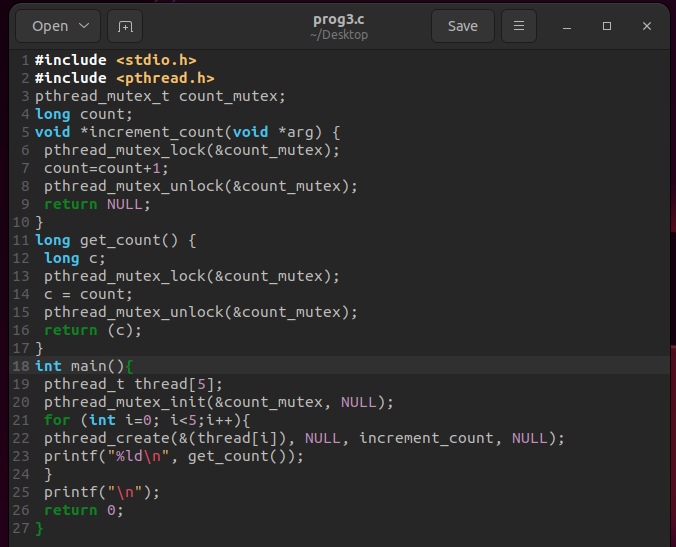 Open
prog3.c
~/Desktop
Save
1 #include <stdio.h>
2 #include <pthread.h>
3 pthread_mutex_t count_mutex;
4 long count;
5 void *increment_count(void *arg) {
6  pthread_mutex_lock(&count_mutex);
7  count=count+1;
8  pthread_mutex_unlock(&count_mutex);
9  return NULL;
10 }
11 long get_count() {
12  long c;
13  pthread_mutex_lock(&count_mutex);
14  c = count;
15  pthread_mutex_unlock(&count_mutex);
16  return (c);
17 }
18 int main(){
19  pthread_t thread[5];
20  pthread_mutex_init(&count_mutex, NULL);
21  for (int i=0; i<5;i++){
22  pthread_create(&(thread[i]), NULL, increment_count, NULL);
23  printf("%ld\n", get_count());
24  }
25  printf("\n");
26  return 0;
27 }